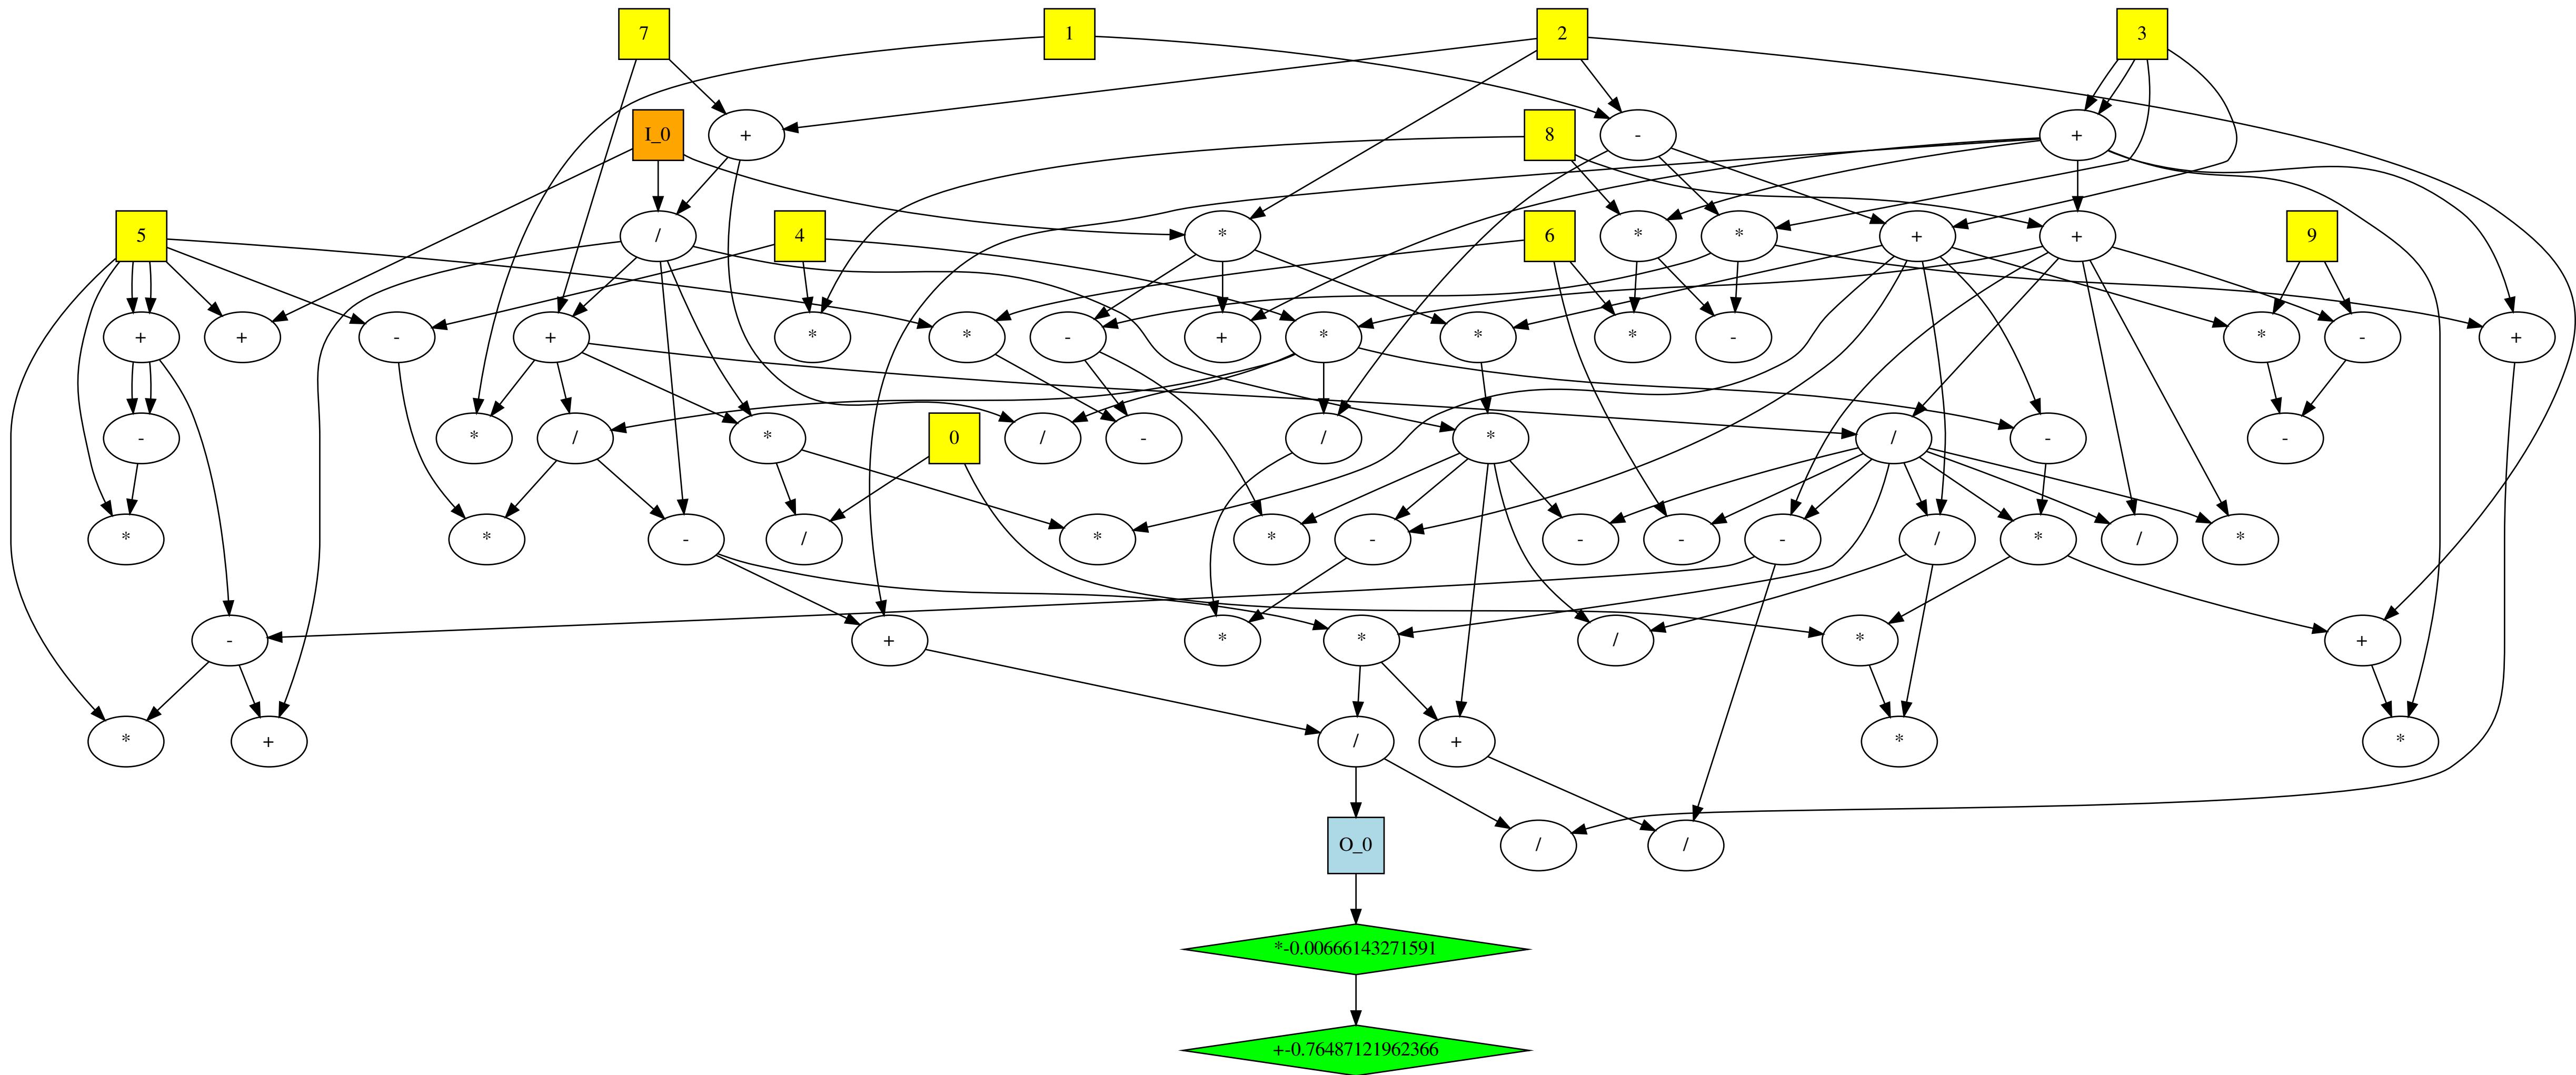 7 1 2 3
I_0 + 8 - +
5 / 4 * 6 * * + + 9
+ + - + * * - + * * * - * - +
- * / * 0 / - / * / - -
* * - / * * - - - - / * / *
- + * * / * +
* + / + * *
O_0 / /
*-0.00666143271591
+-0.76487121962366